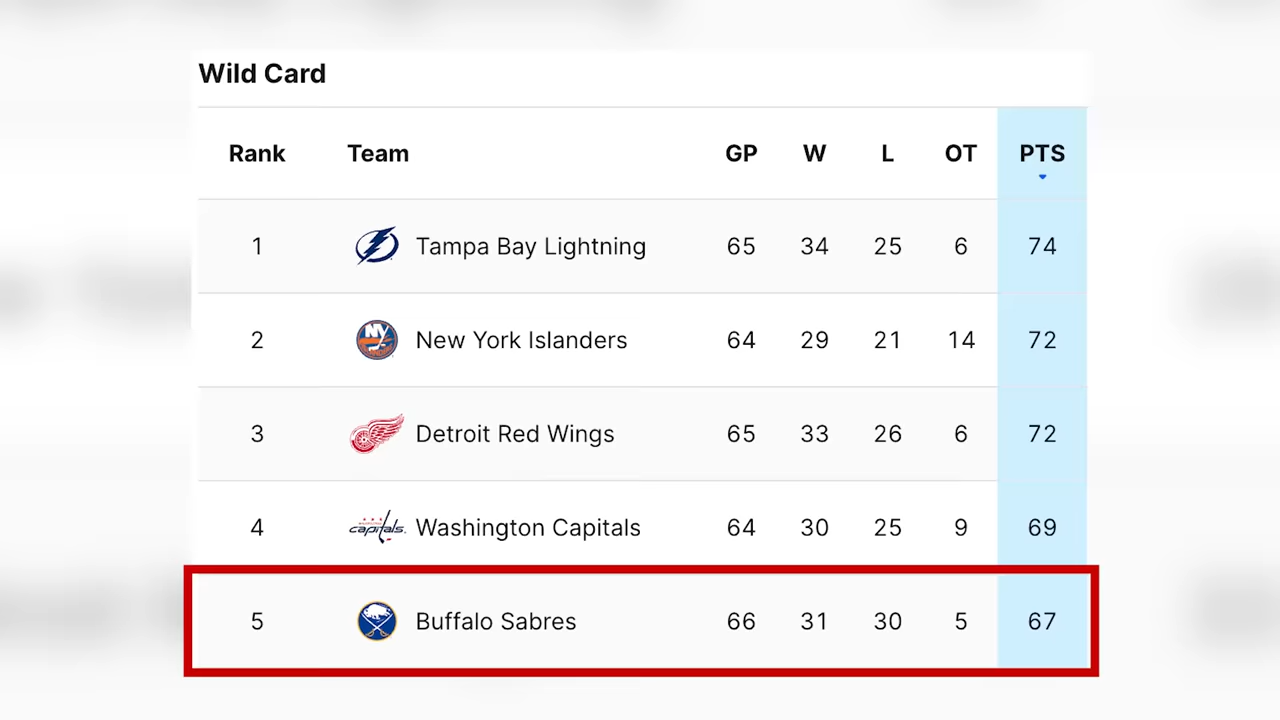 Wild Card
Rank Team GP W L OT PTS
1 Tampa Bay Lightning 65 34 25 6 74
2 NY New York Islanders 64 29 21 14 72
3 Detroit Red Wings 65 33 26 6 72
4 capitals Washington Capitals 64 30 25 9 69
5 Buffalo Sabres 66 31 30 5 67